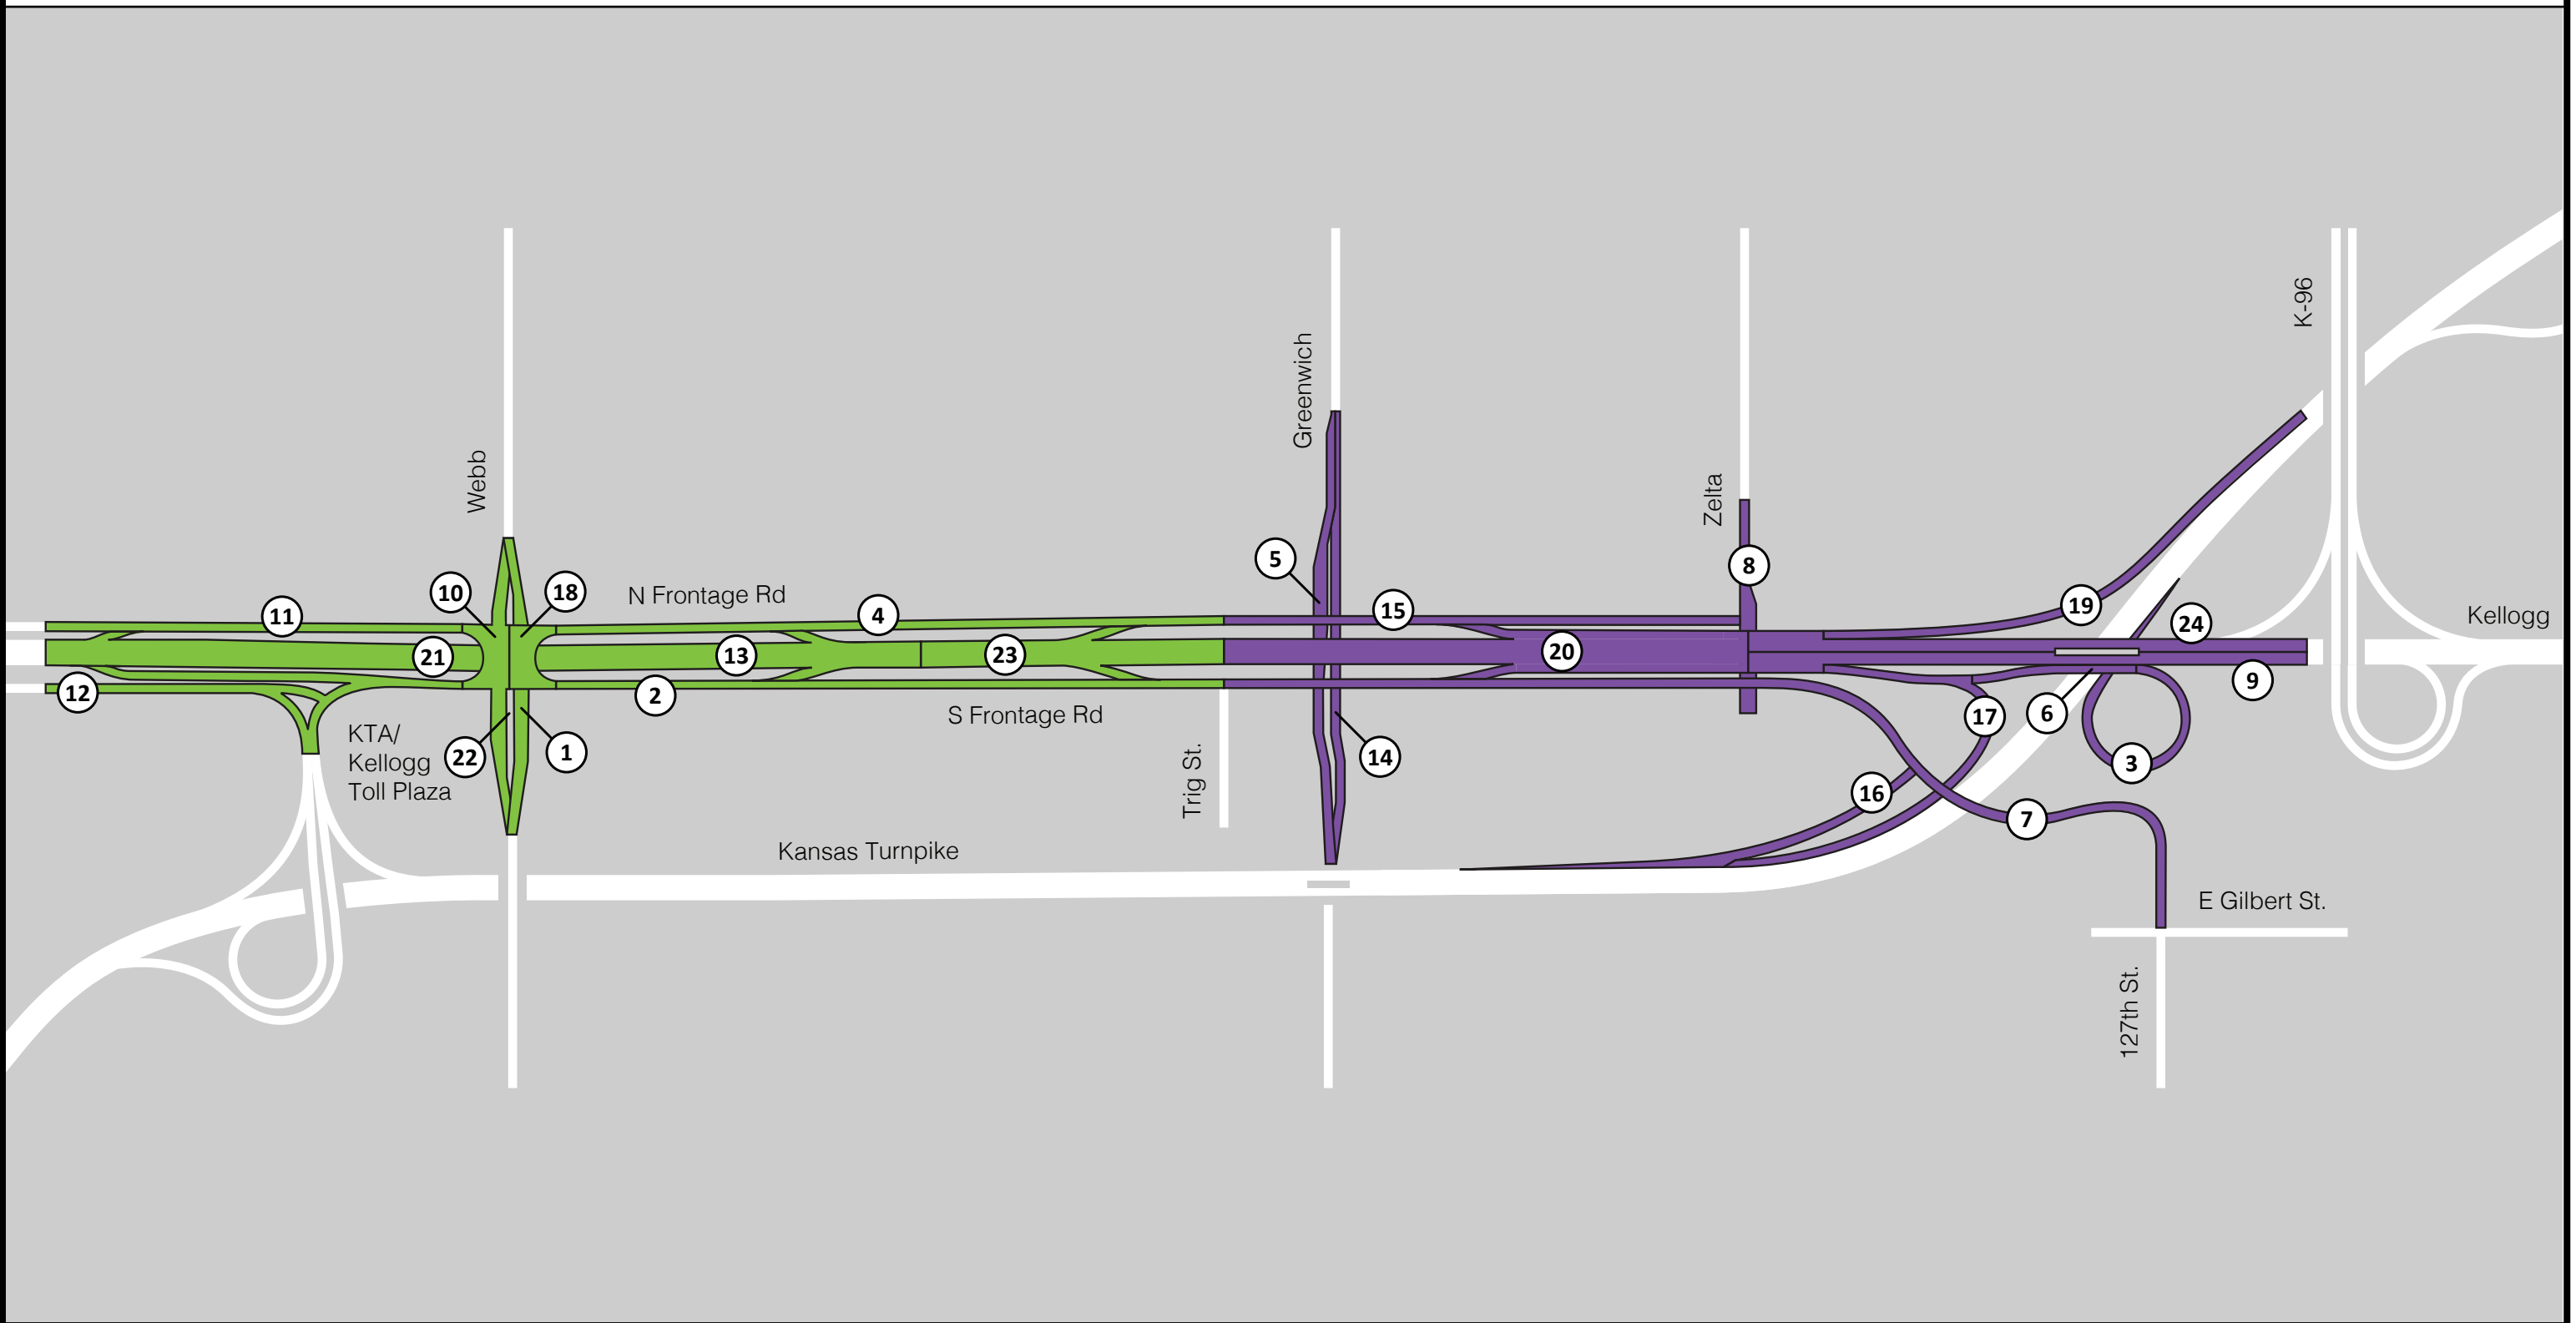 K-96
Greenwich
Webb
Zelta
5
8
10
18
N Frontage Rd
11
4
15
19
24
Kellogg
21
13
23
20
12
2
9
S Frontage Rd
17
6
KTA/
Kellogg
Toll Plaza
22
1
14
3
Trig St.
16
7
Kansas Turnpike
E Gilbert St.
127th St.